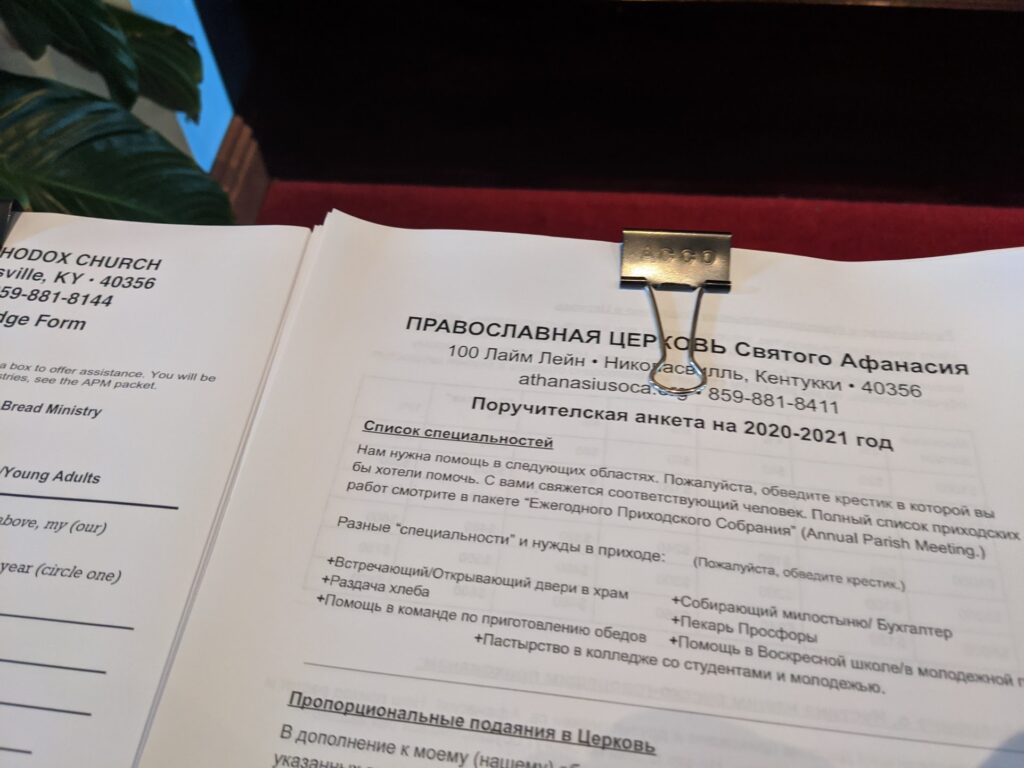 HODOX CHURCH
sville, KY • 40356
59-881-8144
dge Form
a box to offer assistance. You will be
stries, see the APM packet.
Bread Ministry
/Young Adults
above, my (our)
year (circle one)
ACCO
ПРАВОСЛАВНАЯ ЦЕРКОВЬ Святого Афанасия
100 Лайм Лейн • Николасвилль, Кентукки • 40356
athanasiusoca.org • 859-881-8411
Поручителская анкета на 2020-2021 год
Список специальностей
Нам нужна помощь в следующих областях. Пожалуйста, обведите крестик в которой вы
бы хотели помочь. С вами свяжется соответствующий человек. Полный список приходских
работ смотрите в пакете “Ежегодного Приходского Собрания” (Annual Parish Meeting.)
Разные “специальности” и нужды в приходе: (Пожалуйста, обведите крестик.)
+Встречающий/Открывающий двери в храм +Собирающий милостыню/ Бухгалтер
+Раздача хлеба +Пекарь Просфоры
+Помощь в команде по приготовлению обедов +Помощь в Воскресной школе/в молодежной
+Пастырство в колледже со студентами и молодежью.
Пропорциональные подаяния в Церковь
В дополнение к моему (нашему)
указанных